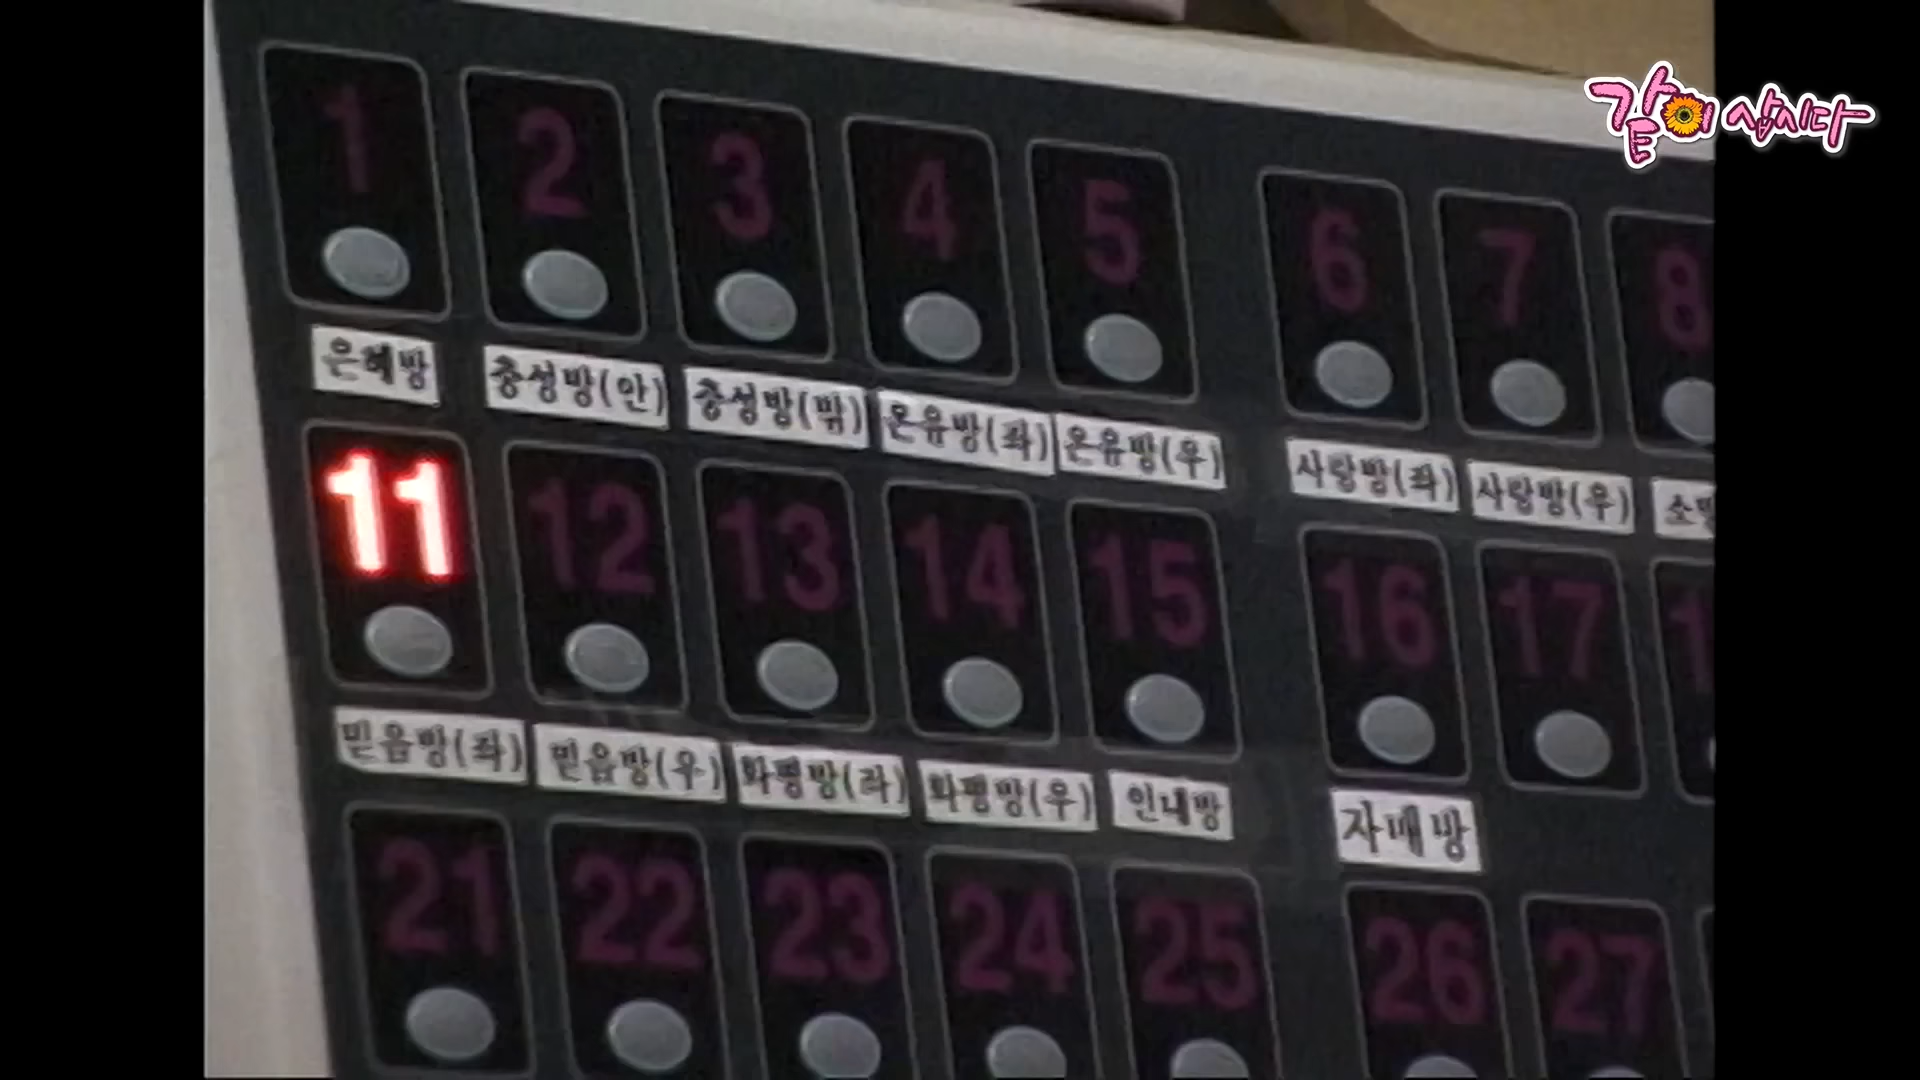 같이 삽시다
1 2 3 4 5 6 7 8
은혜방 충성방(안) 충성방(밖) 온유방(좌) 온유방(우) 사랑방(좌) 사랑방(우)
11 12 13 14 15 16 17
믿음방(좌) 믿음방(우) 화평방(좌) 화평방(우) 인내방 자매방
21 22 23 24 25 26 27